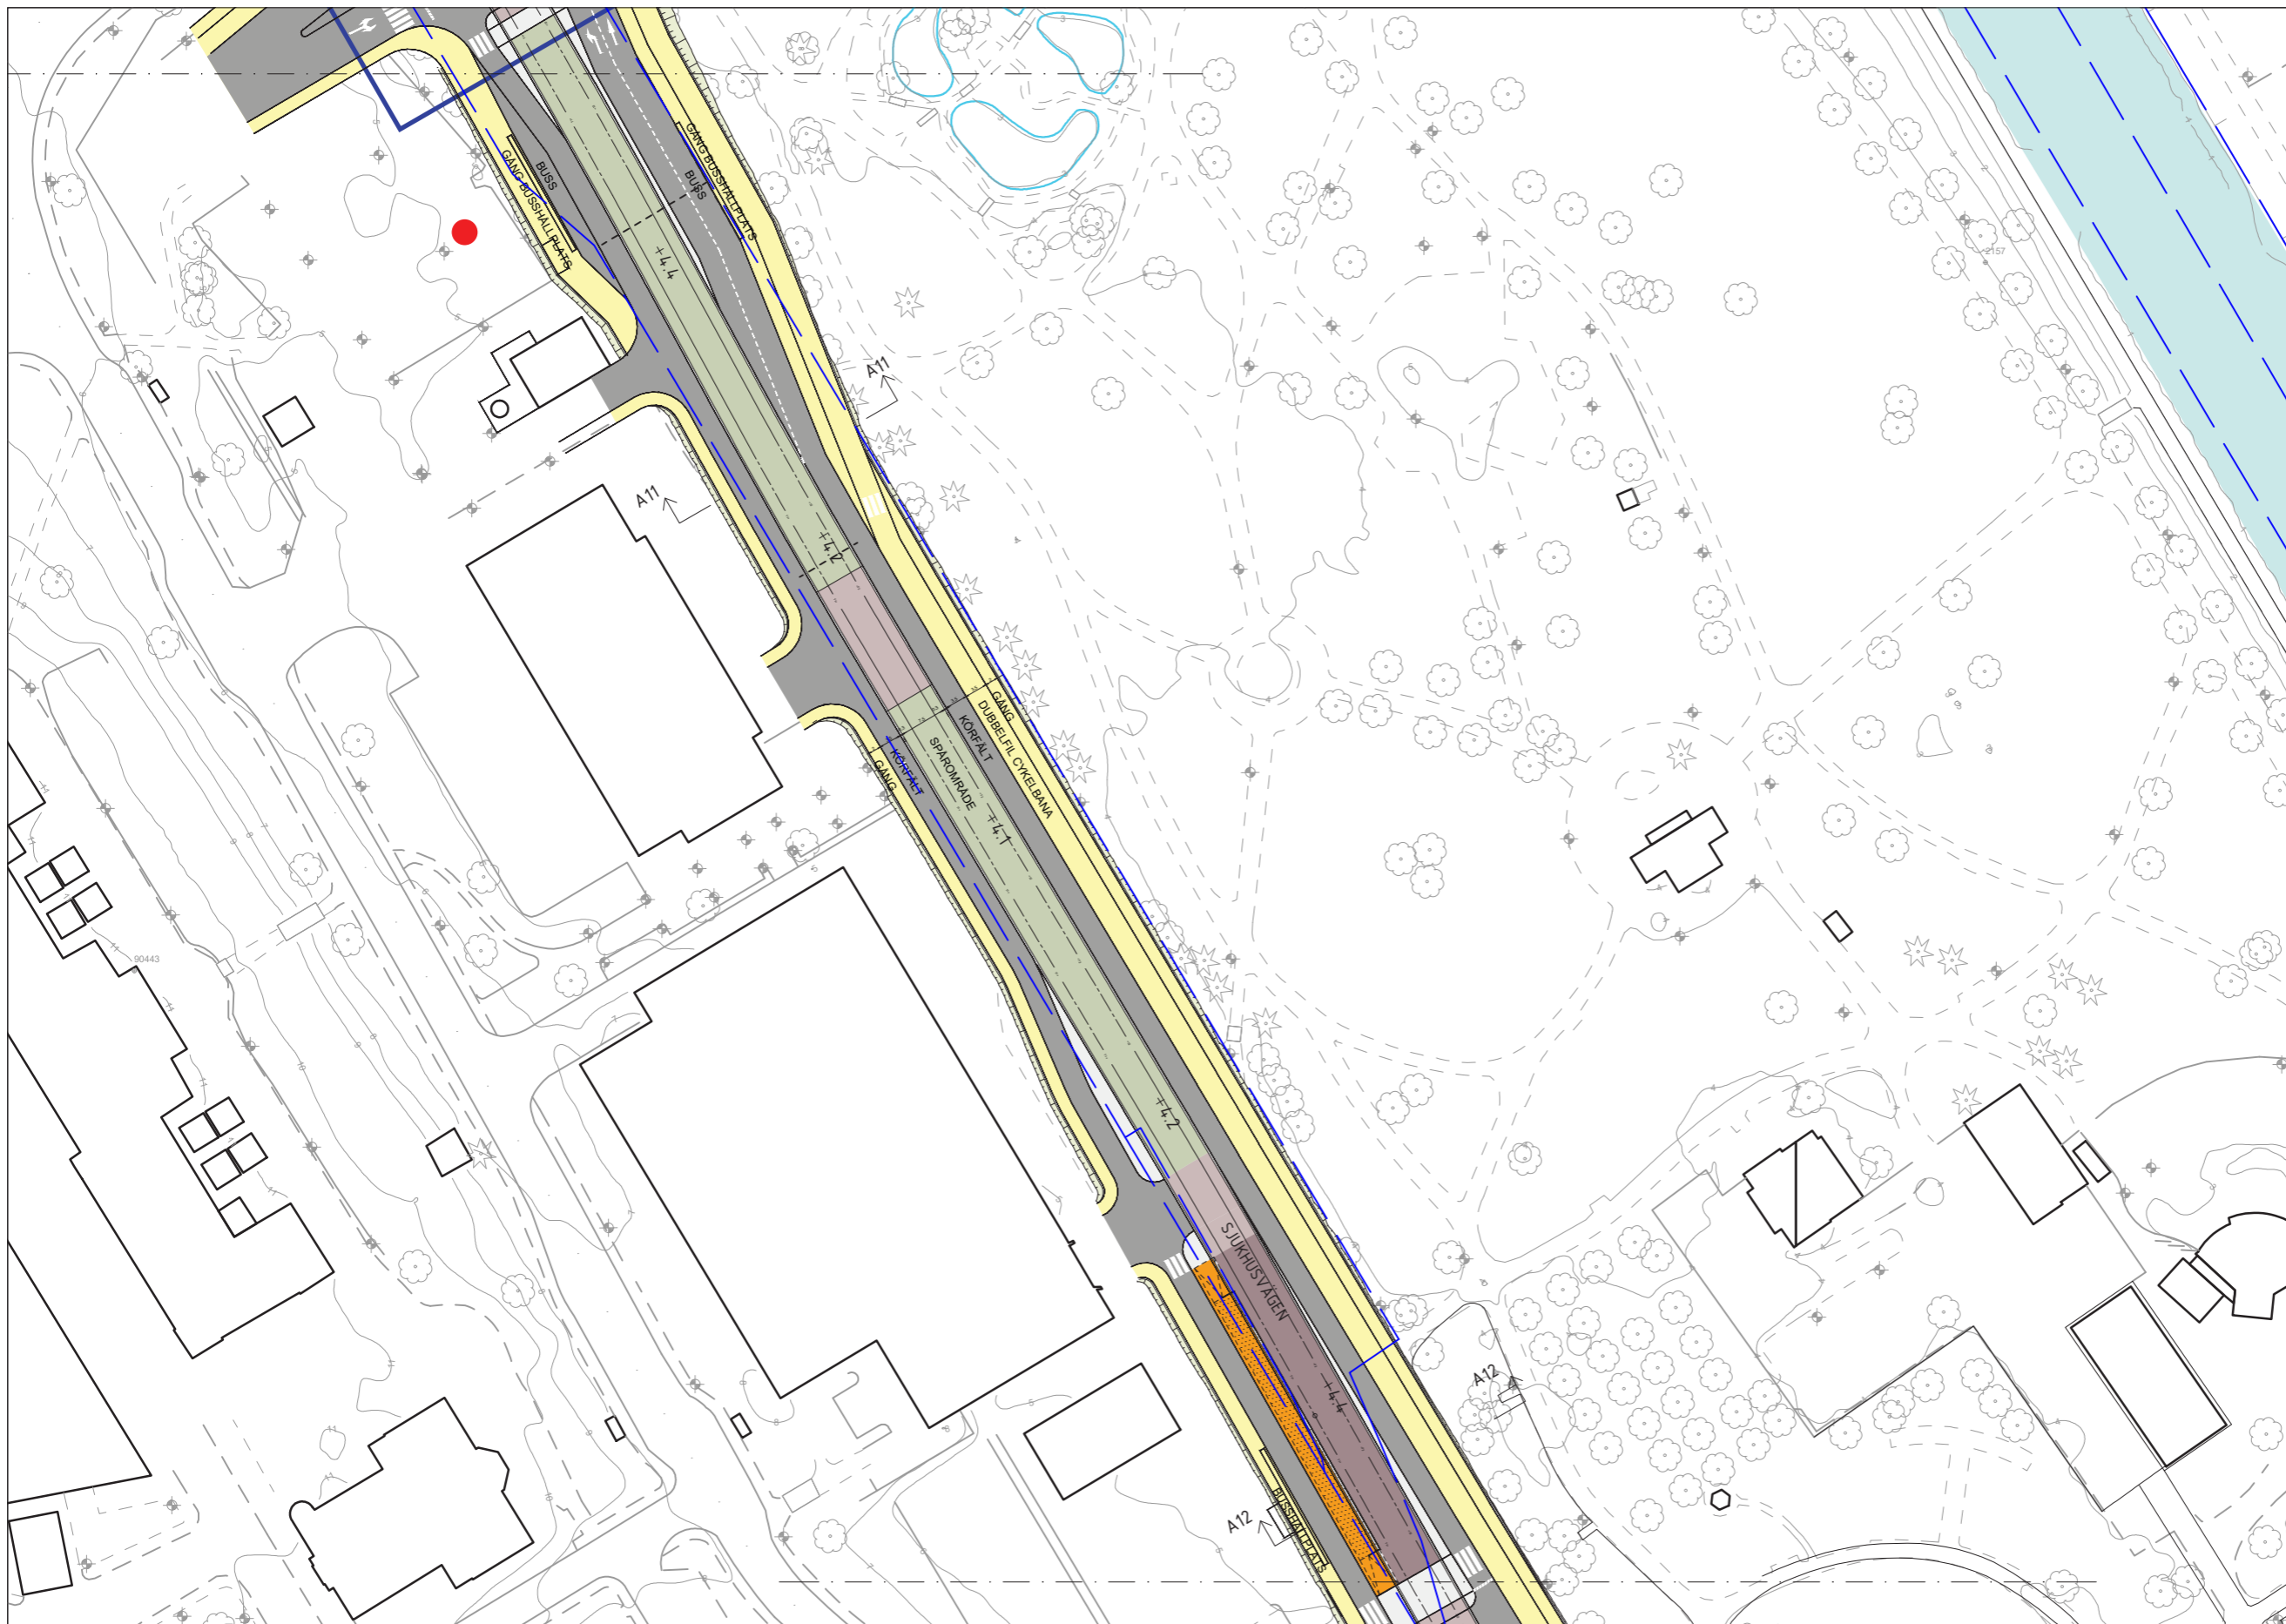 GÅNG BUSSHÅLLPLATS
BUSS
BUSS
GÅNG BUSSHÅLLPLATS
+4.4
2157
A11
A11
+4.2
GÅNG
DUBBELFIL CYKELBANA
KÖRFÄLT
SPÅROMRÅDE
KÖRFÄLT
GÅNG
+4.1
90443
+4.2
SJUKHUSVÄGEN
+4.4
A12
A12
BUSSHÅLLPLATS